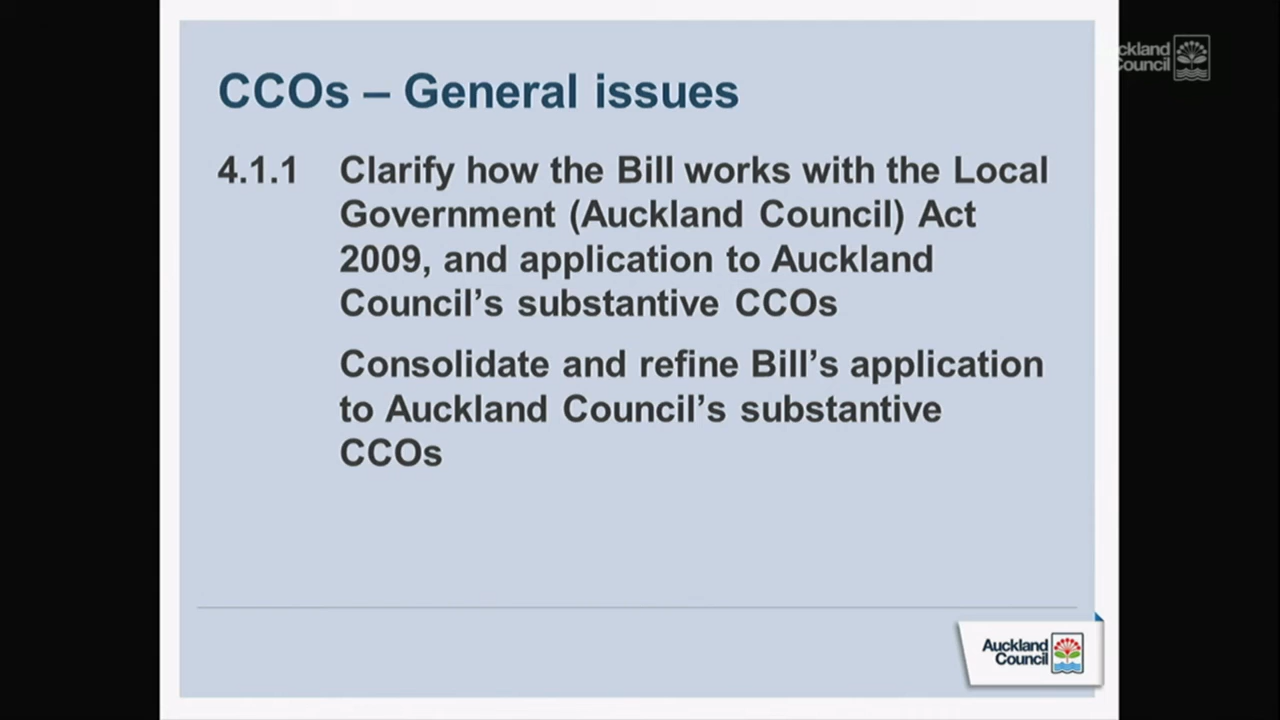 ckland
ouncil
CCOs – General issues
4.1.1 Clarify how the Bill works with the Local
Government (Auckland Council) Act
2009, and application to Auckland
Council’s substantive CCOs
Consolidate and refine Bill’s application
to Auckland Council’s substantive
CCOs
Auckland
Council